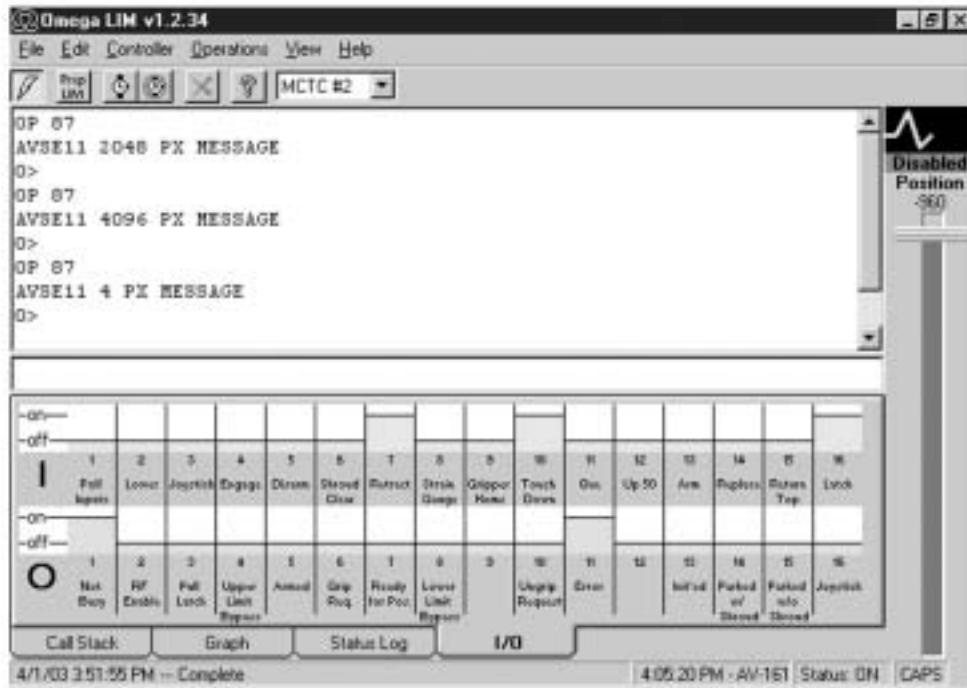 Omega LIM v1.2.34
File Edit Controller Operations View Help
Prop LIM
MCTC #2
OP 87
AVSE11 2048 PX MESSAGE
0>
OP 87
AVSE11 4096 PX MESSAGE
0>
OP 87
AVSE11 4 PX MESSAGE
0>
Disabled
Position
-960
on
off
I
1 2 3 4 5 6 7 8 9 10 11 12 13 14 15 16
Lower Joystick Engage Shroud Clear Retract Strain Gauge Gripper Home Touch Down Up 50 Arm Replace Return Top Latch
on
off
O
1 2 3 4 5 6 7 8 9 10 11 12 13 14 15 16
Not Busy RF Enable Pall Latch Upper Limit Bypass Armed Grip Req. Ready for Pos. Lower Limit Bypass Ungrip Request Error Init'ed Parked w/ Shroud Parked w/o Shroud Joystick
Call Stack Graph Status Log I/O
4/1/03 3:51:55 PM -- Complete
4:05:20 PM - AV-161 Status: ON CAPS